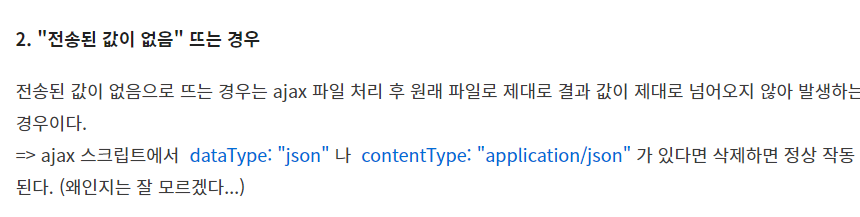 2. "전송된 값이 없음" 뜨는 경우
전송된 값이 없음으로 뜨는 경우는 ajax 파일 처리 후 원래 파일로 제대로 결과 값이 제대로 넘어오지 않아 발생하는
경우이다.
=> ajax 스크립트에서 dataType: "json" 나 contentType: "application/json" 가 있다면 삭제하면 정상 작동
된다. (왜인지는 잘 모르겠다...)